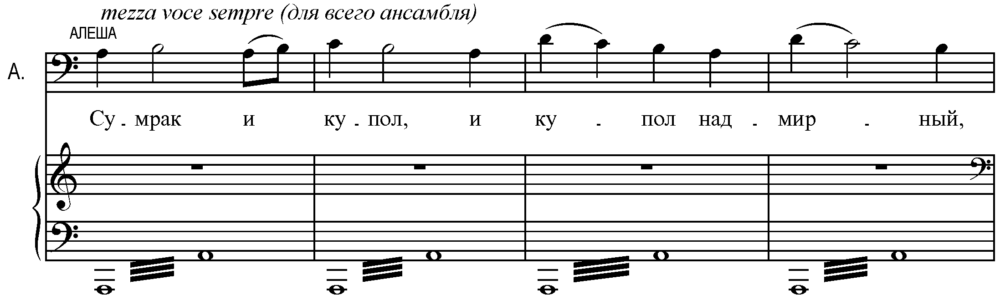 mezza voce sempre (для всего ансамбля)
АЛЕША
А.
Су - мрак и ку - пол, и ку - пол над - мир - ный,